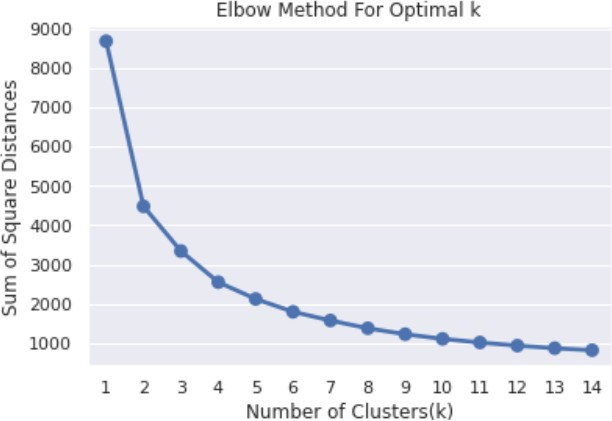 Elbow Method For Optimal k
Sum of Square Distances
9000
8000
7000
6000
5000
4000
3000
2000
1000
1 2 3 4 5 6 7 8 9 10 11 12 13 14
Number of Clusters(k)